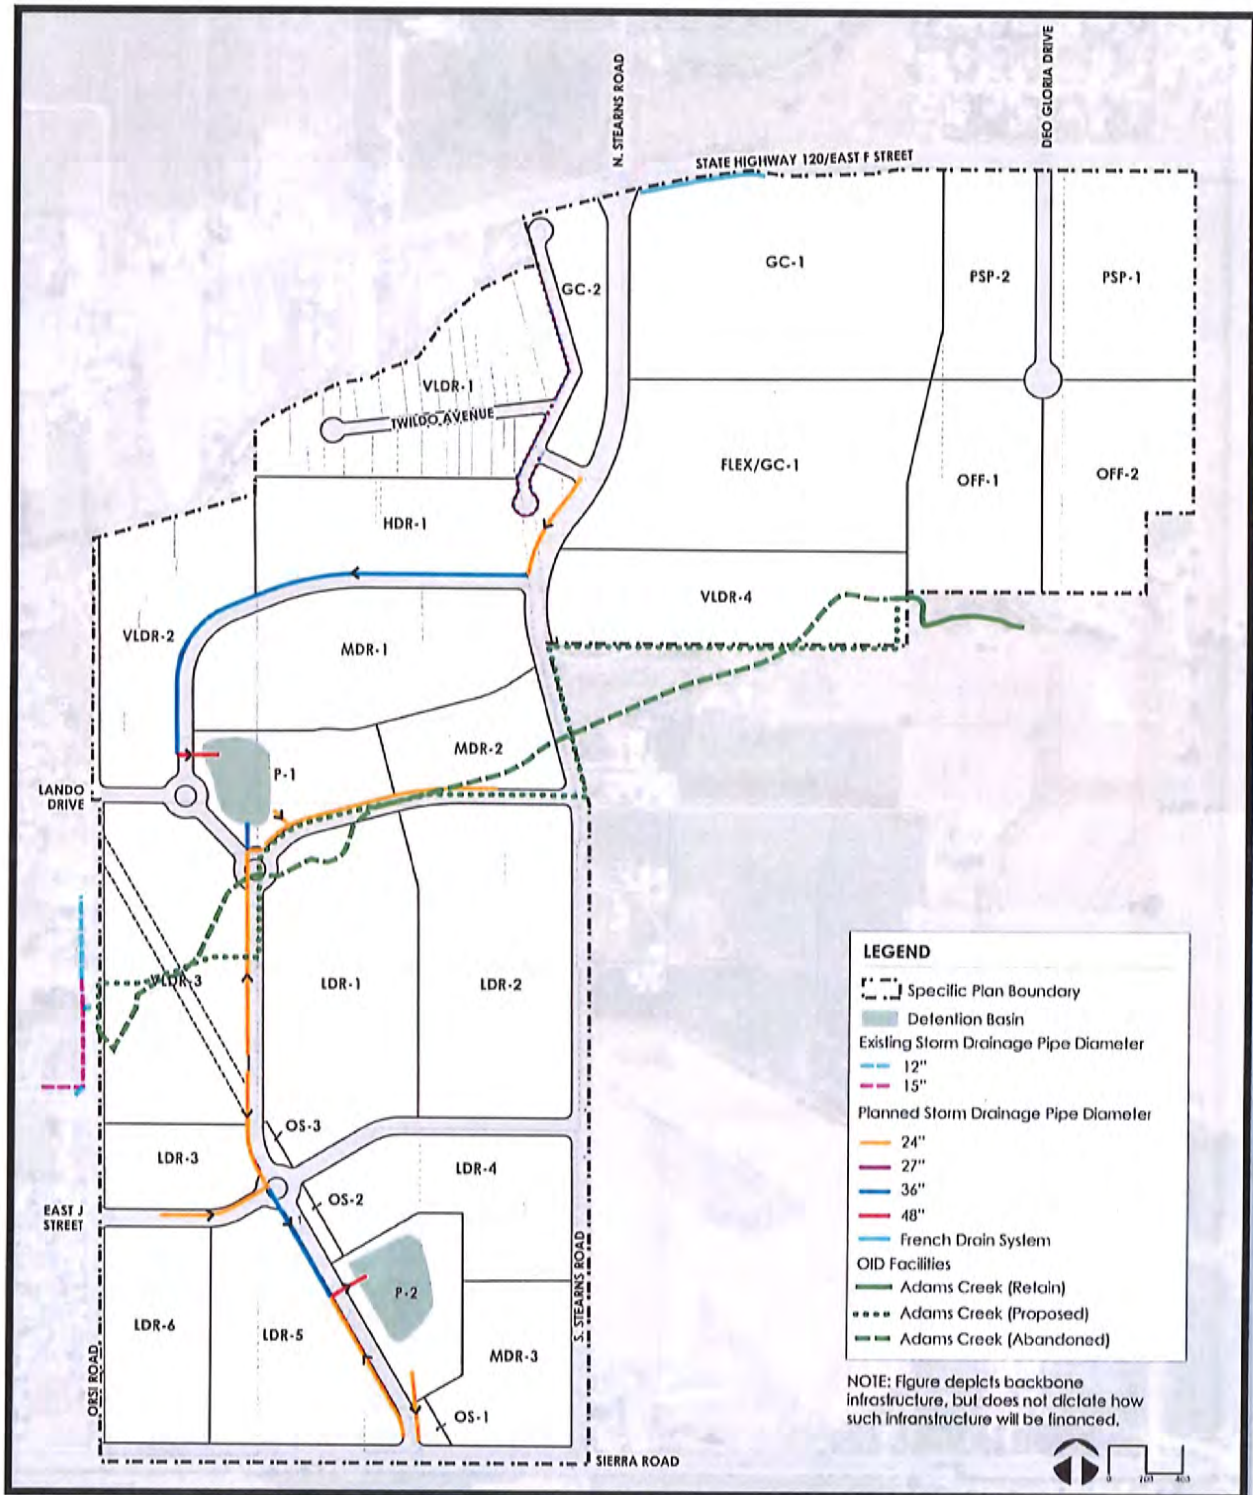 N. STEARNS ROAD
DEO GLORIA DRIVE
STATE HIGHWAY 120/EAST F STREET
GC-1
PSP-2
PSP-1
GC-2
VLDR-1
TWILDO AVENUE
FLEX/GC-1
OFF-1
OFF-2
HDR-1
VLDR-4
VLDR-2
MDR-1
MDR-2
P-1
LANDO
DRIVE
VLDR-3
LDR-1
LDR-2
OS-3
LDR-3
LDR-4
OS-2
EAST J
STREET
P-2
LDR-6
LDR-5
MDR-3
OS-1
ORSI ROAD
S. STEARNS ROAD
SIERRA ROAD
LEGEND
Specific Plan Boundary
Detention Basin
Existing Storm Drainage Pipe Diameter
12"
15"
Planned Storm Drainage Pipe Diameter
24"
27"
36"
48"
French Drain System
OID Facilities
Adams Creek (Retain)
Adams Creek (Proposed)
Adams Creek (Abandoned)
NOTE: Figure depicts backbone
infrastructure, but does not dictate how
such infranstructure will be financed.
0 200 400